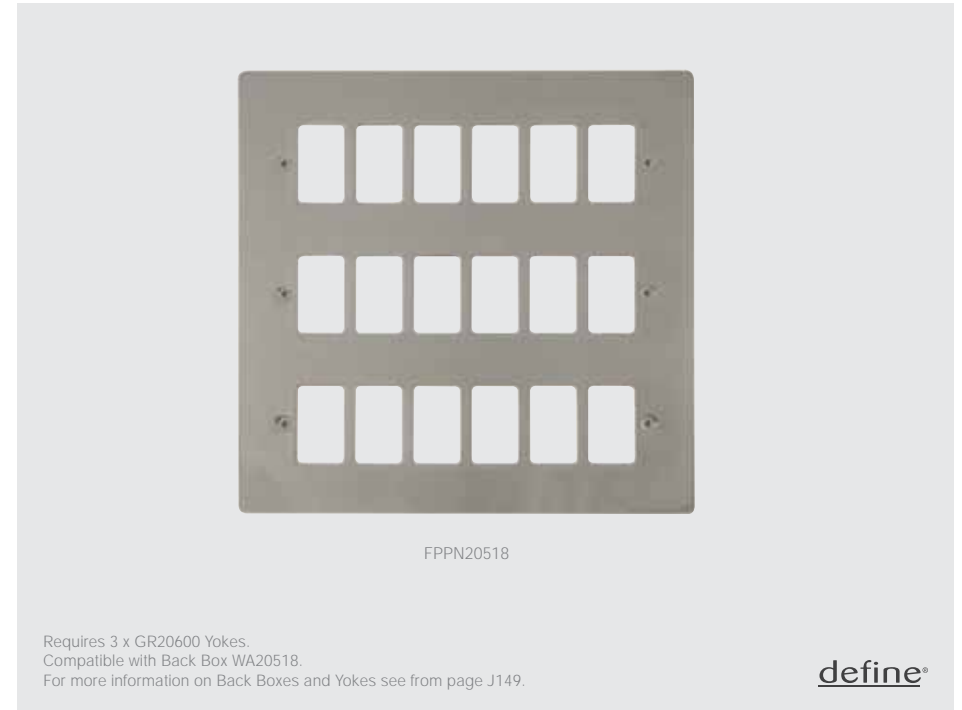 FPPN20518
Requires 3 x GR20600 Yokes.
Compatible with Back Box WA20518.
For more information on Back Boxes and Yokes see from page J149.
define®